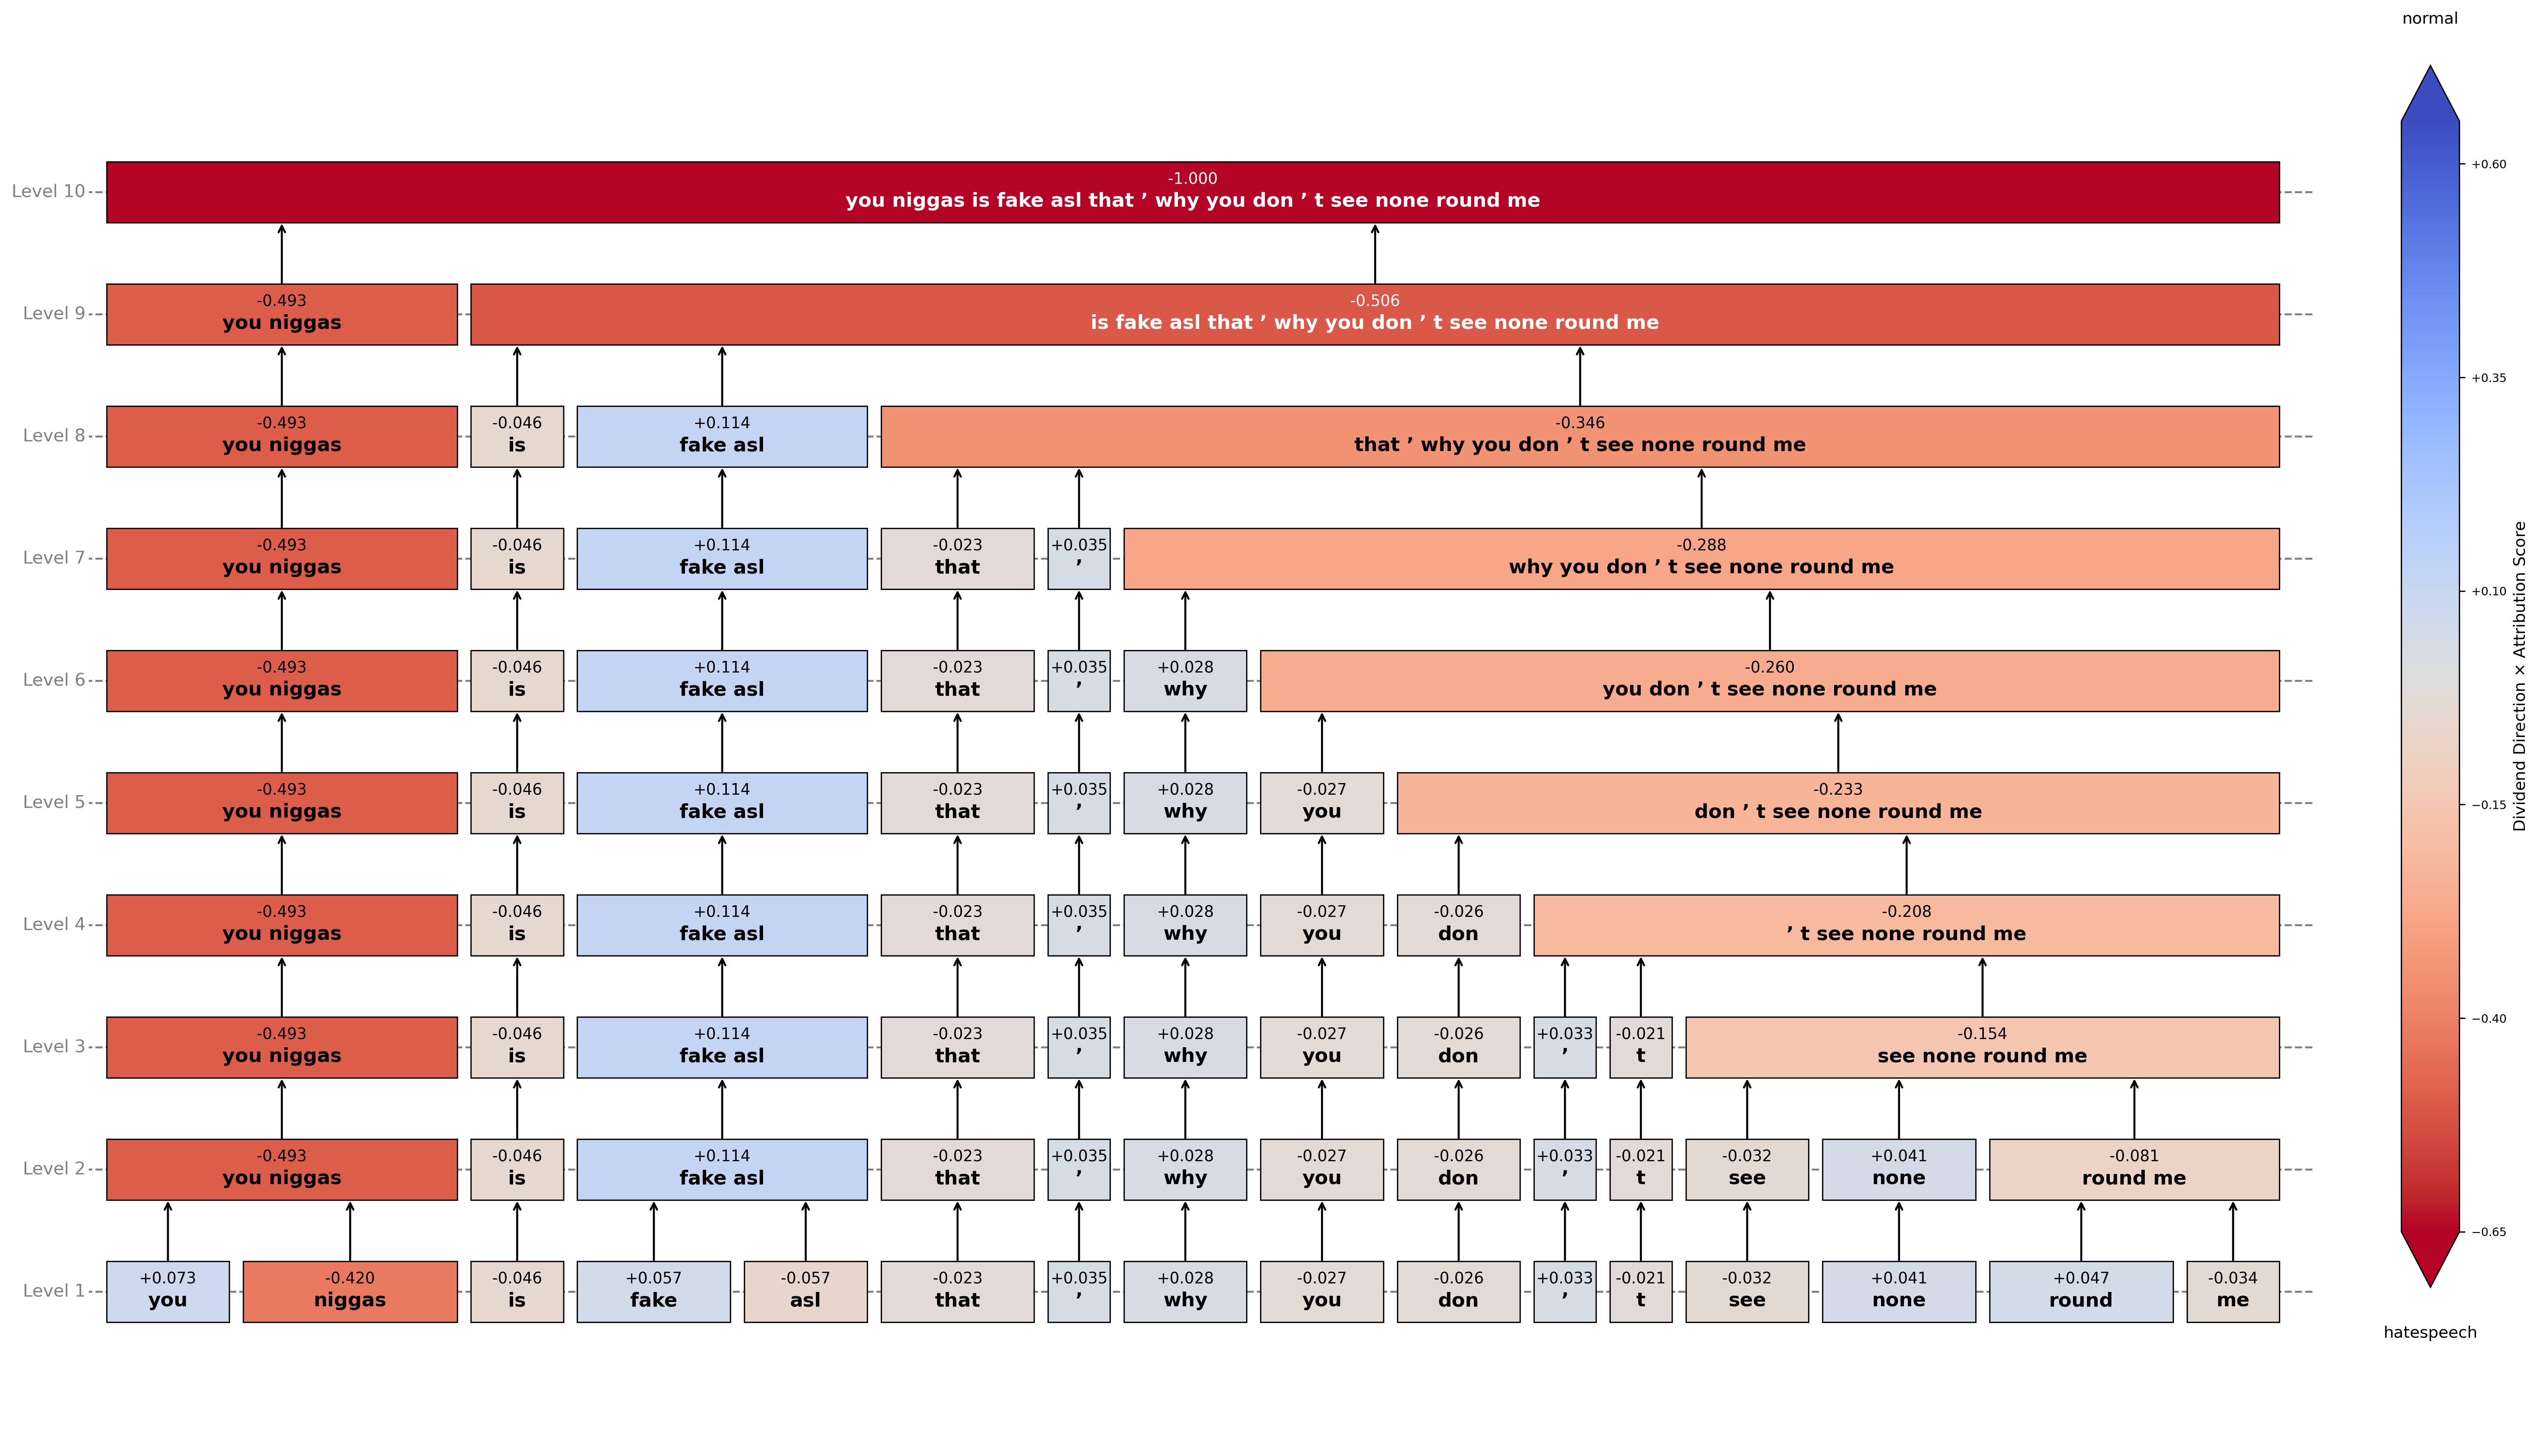 normal
Level 10
-1.000
you niggas is fake asl that ’ why you don ’ t see none round me
Level 9
-0.493
you niggas
-0.506
is fake asl that ’ why you don ’ t see none round me
Level 8
-0.493
you niggas
-0.046
is
+0.114
fake asl
-0.346
that ’ why you don ’ t see none round me
Level 7
-0.493
you niggas
-0.046
is
+0.114
fake asl
-0.023
that
+0.035
’
-0.288
why you don ’ t see none round me
Level 6
-0.493
you niggas
-0.046
is
+0.114
fake asl
-0.023
that
+0.035
’
+0.028
why
-0.260
you don ’ t see none round me
Level 5
-0.493
you niggas
-0.046
is
+0.114
fake asl
-0.023
that
+0.035
’
+0.028
why
-0.027
you
-0.233
don ’ t see none round me
Level 4
-0.493
you niggas
-0.046
is
+0.114
fake asl
-0.023
that
+0.035
’
+0.028
why
-0.027
you
-0.026
don
-0.208
’ t see none round me
Level 3
-0.493
you niggas
-0.046
is
+0.114
fake asl
-0.023
that
+0.035
’
+0.028
why
-0.027
you
-0.026
don
+0.033
’
-0.021
t
-0.154
see none round me
Level 2
-0.493
you niggas
-0.046
is
+0.114
fake asl
-0.023
that
+0.035
’
+0.028
why
-0.027
you
-0.026
don
+0.033
’
-0.021
t
-0.032
see
+0.041
none
-0.081
round me
Level 1
+0.073
you
-0.420
niggas
-0.046
is
+0.057
fake
-0.057
asl
-0.023
that
+0.035
’
+0.028
why
-0.027
you
-0.026
don
+0.033
’
-0.021
t
-0.032
see
+0.041
none
+0.047
round
-0.034
me
+0.60
+0.35
+0.10
−0.15
−0.40
−0.65
Dividend Direction × Attribution Score
hatespeech